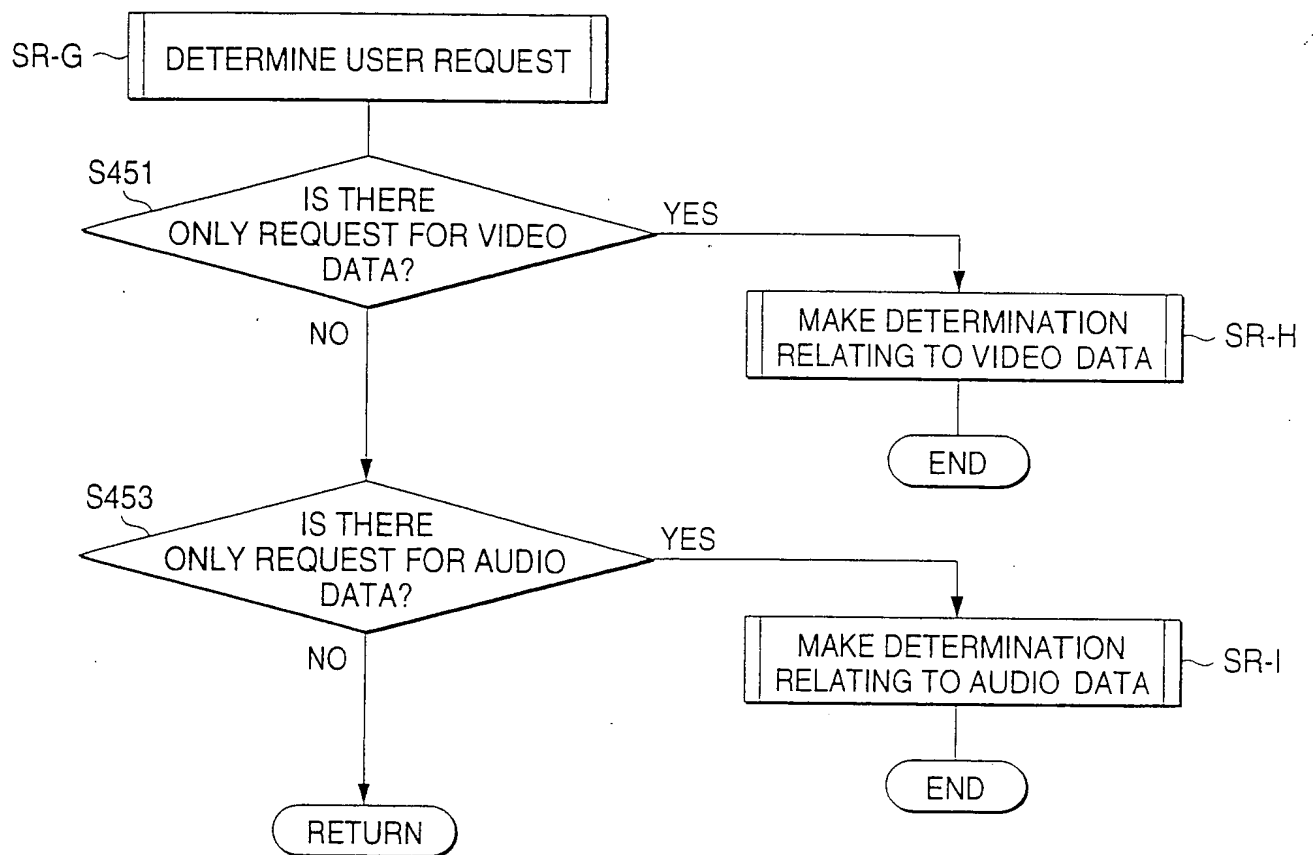 SR-G
DETERMINE USER REQUEST
S451
IS THERE
ONLY REQUEST FOR VIDEO
DATA?
YES
NO
MAKE DETERMINATION
RELATING TO VIDEO DATA
SR-H
END
S453
IS THERE
ONLY REQUEST FOR AUDIO
DATA?
YES
NO
MAKE DETERMINATION
RELATING TO AUDIO DATA
SR-I
END
RETURN